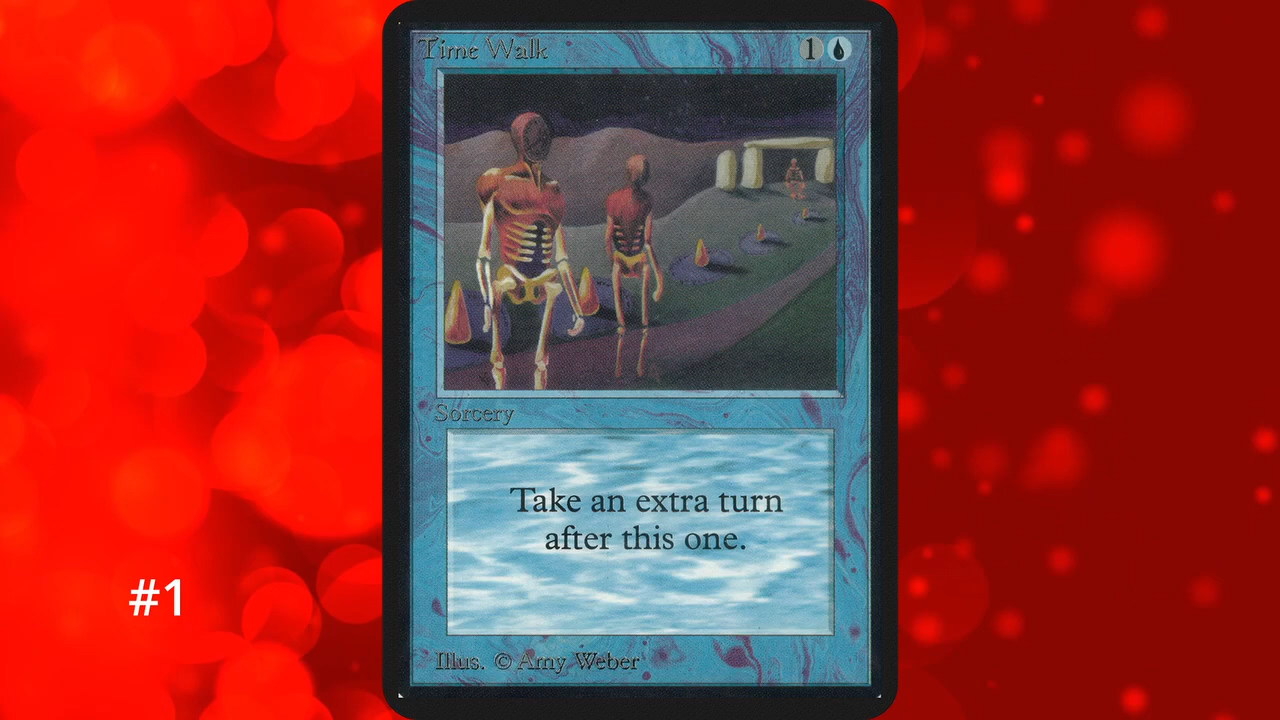 Time Walk 1
Sorcery
Take an extra turn
after this one.
#1
Illus. © Amy Weber